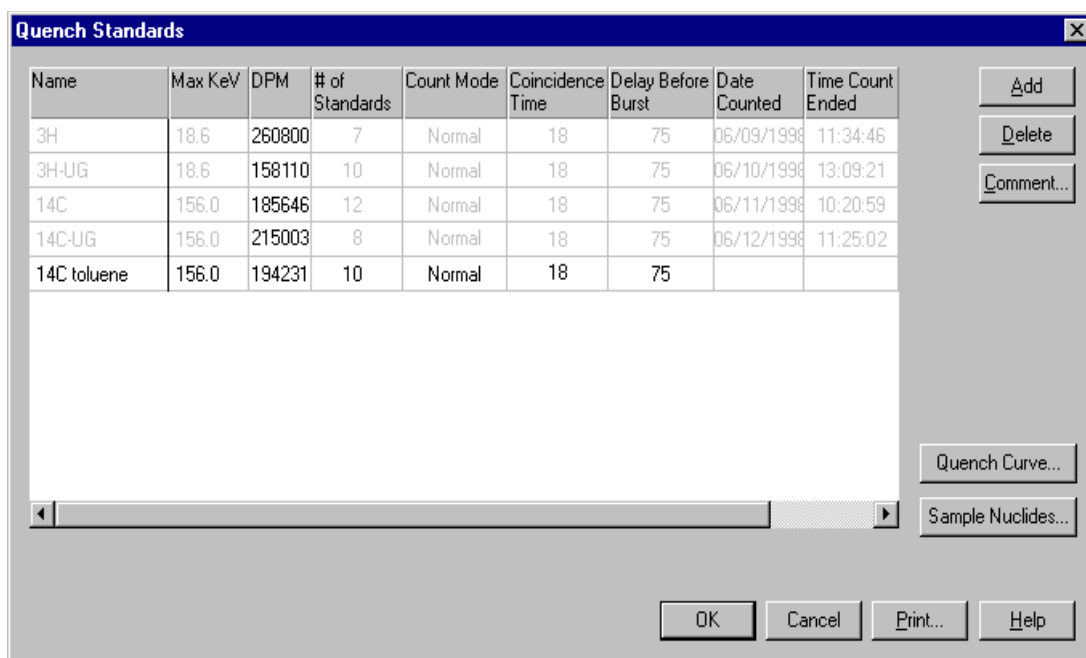 Quench Standards
Name Max KeV DPM # of Standards Count Mode Coincidence Time Delay Before Burst Date Counted Time Count Ended
3H 18.6 260800 7 Normal 18 75 06/09/1998 11:34:46
3H-UG 18.6 158110 10 Normal 18 75 06/10/1998 13:09:21
14C 156.0 185646 12 Normal 18 75 06/11/1998 10:20:59
14C-UG 156.0 215003 8 Normal 18 75 06/12/1998 11:25:02
14C toluene 156.0 194231 10 Normal 18 75
Add
Delete
Comment...
Quench Curve...
Sample Nuclides...
OK Cancel Print... Help